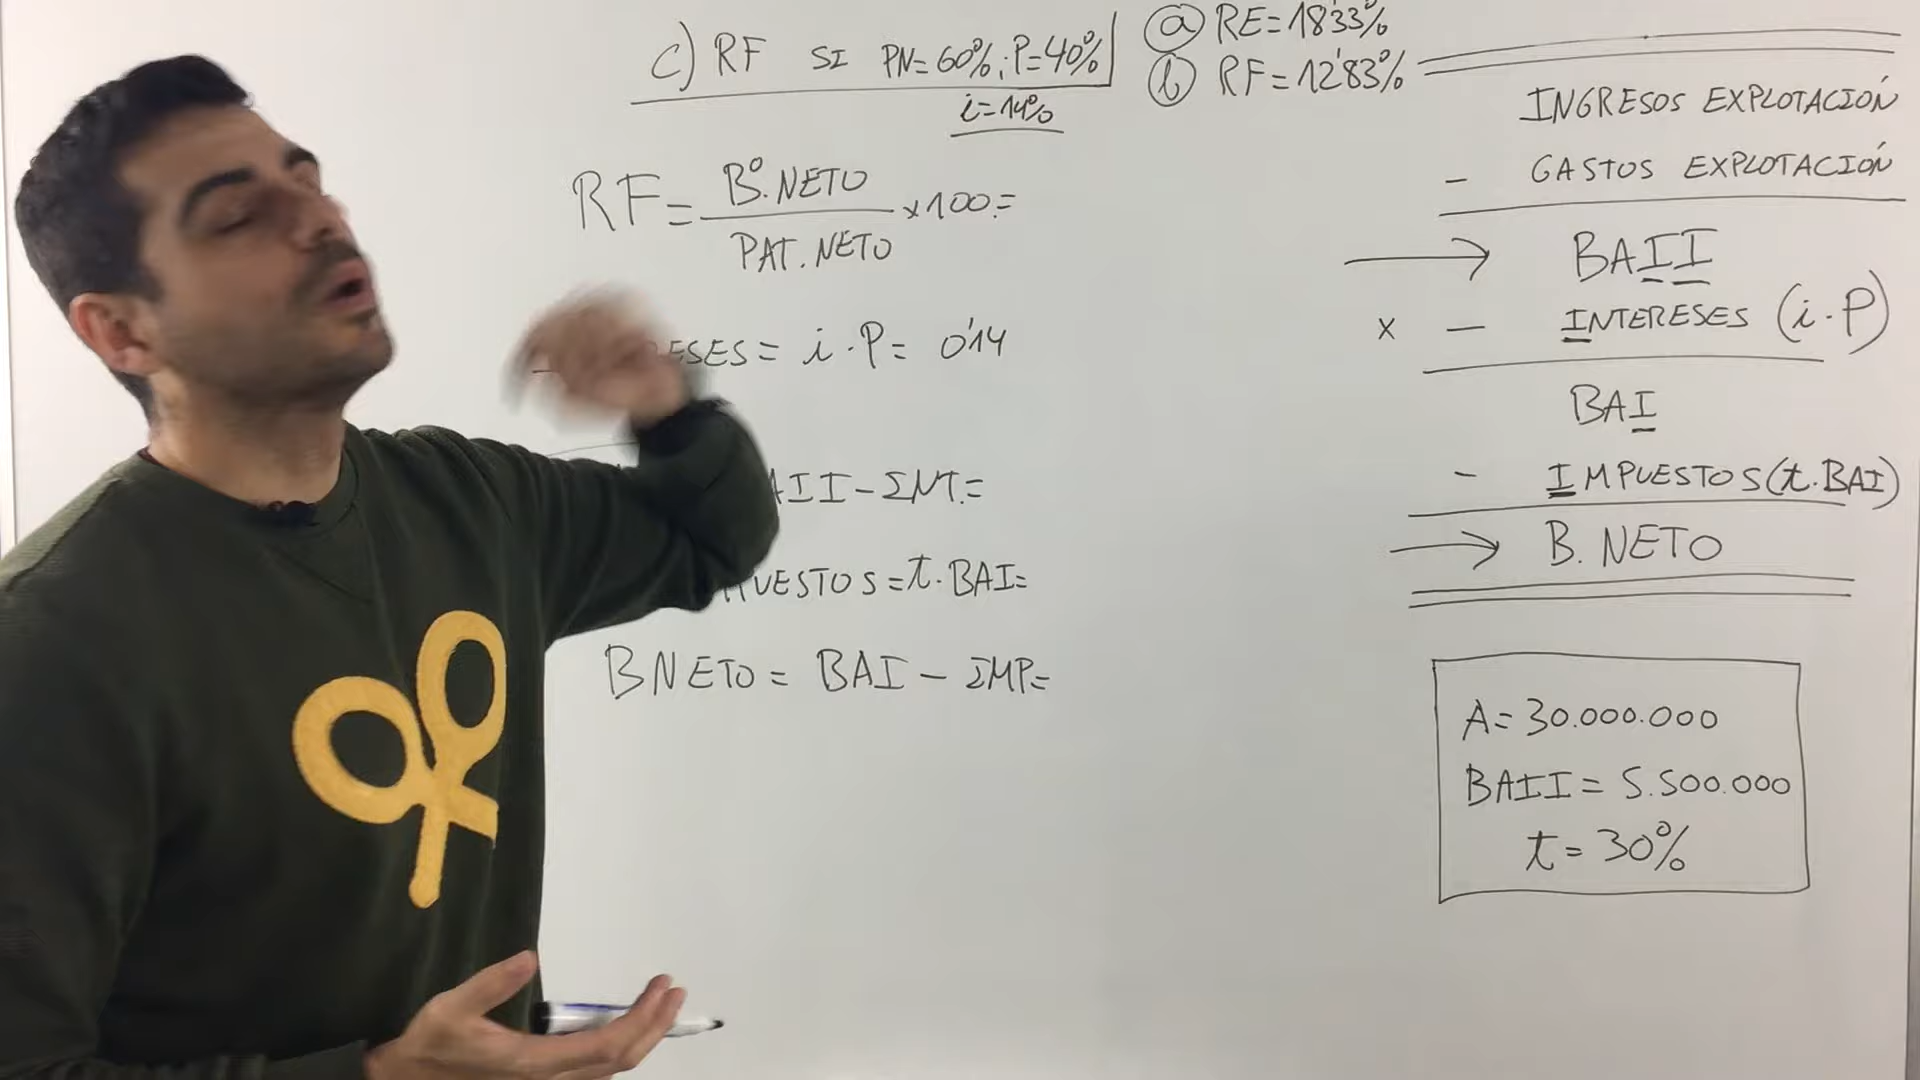 c) RF SI PN=60%; P=40%
i=14%
a RE=18'33%
b RF=12'83%
RF= Bº.NETO / PAT.NETO x100=
ESES= i·P= 0'14
AII-INT.=
UESTOS=t·BAI=
BNETO= BAI - IMP=
INGRESOS EXPLOTACIÓN
- GASTOS EXPLOTACIÓN
→ BAII
x - INTERESES (i·P)
BAI
- IMPUESTOS(t.BAI)
→ B. NETO
A=30.000.000
BAII= 5.500.000
t= 30%